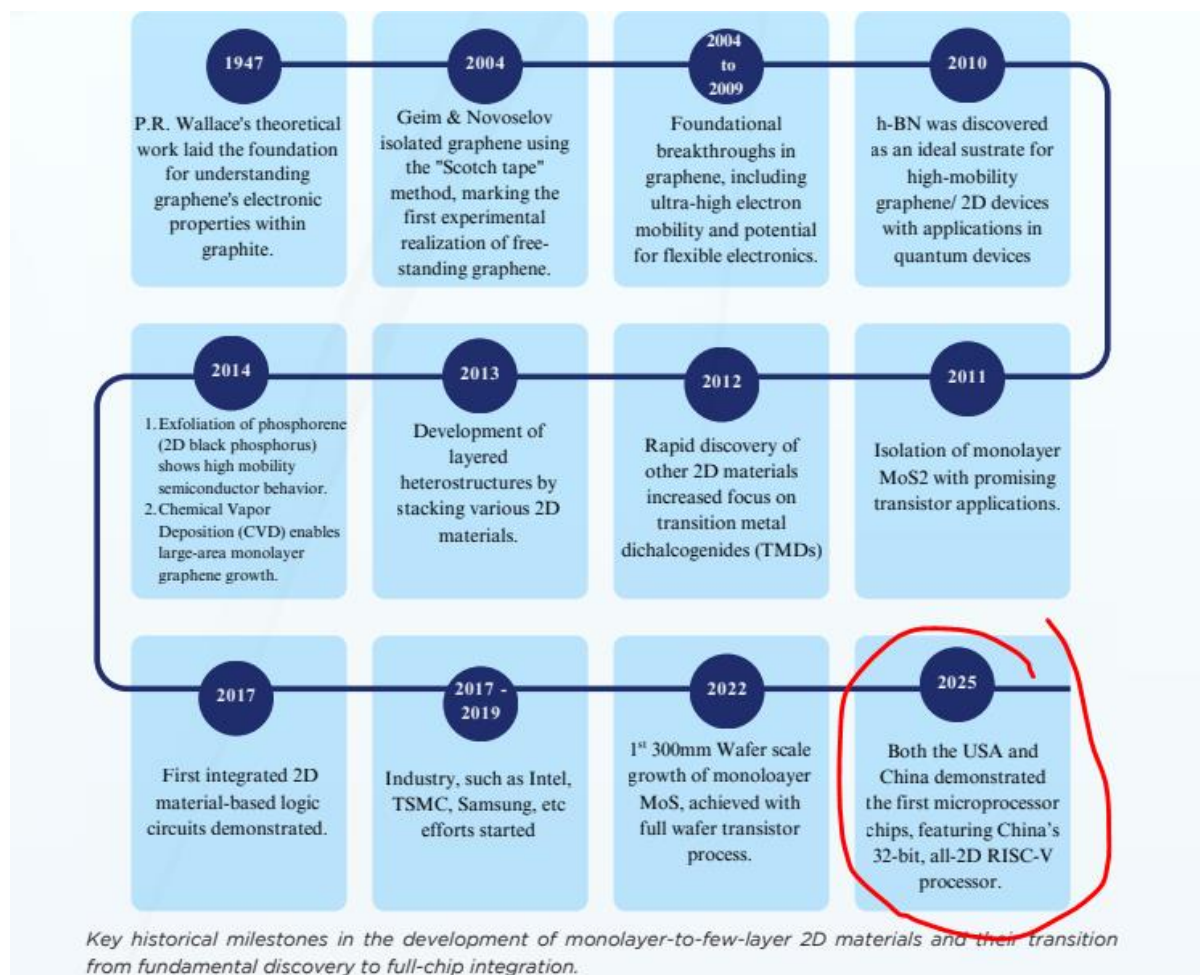 1947
P.R. Wallace's theoretical
work laid the foundation
for understanding
graphene's electronic
properties within
graphite.
2004
Geim & Novoselov
isolated graphene using
the "Scotch tape"
method, marking the
first experimental
realization of free-
standing graphene.
2004
to
2009
Foundational
breakthroughs in
graphene, including
ultra-high electron
mobility and potential
for flexible electronics.
2010
h-BN was discovered
as an ideal sustrate for
high-mobility
graphene/ 2D devices
with applications in
quantum devices
2011
Isolation of monolayer
MoS2 with promising
transistor applications.
2012
Rapid discovery of
other 2D materials
increased focus on
transition metal
dichalcogenides (TMDs)
2013
Development of
layered
heterostructures by
stacking various 2D
materials.
2014
1. Exfoliation of phosphorene
(2D black phosphorus)
shows high mobility
semiconductor behavior.
2. Chemical Vapor
Deposition (CVD) enables
large-area monolayer
graphene growth.
2017
First integrated 2D
material-based logic
circuits demonstrated.
2017 -
2019
Industry, such as Intel,
TSMC, Samsung, etc
efforts started
2022
1st 300mm Wafer scale
growth of monoloayer
MoS, achieved with
full wafer transistor
process.
2025
Both the USA and
China demonstrated
the first microprocessor
chips, featuring China's
32-bit, all-2D RISC-V
processor.
Key historical milestones in the development of monolayer-to-few-layer 2D materials and their transition
from fundamental discovery to full-chip integration.